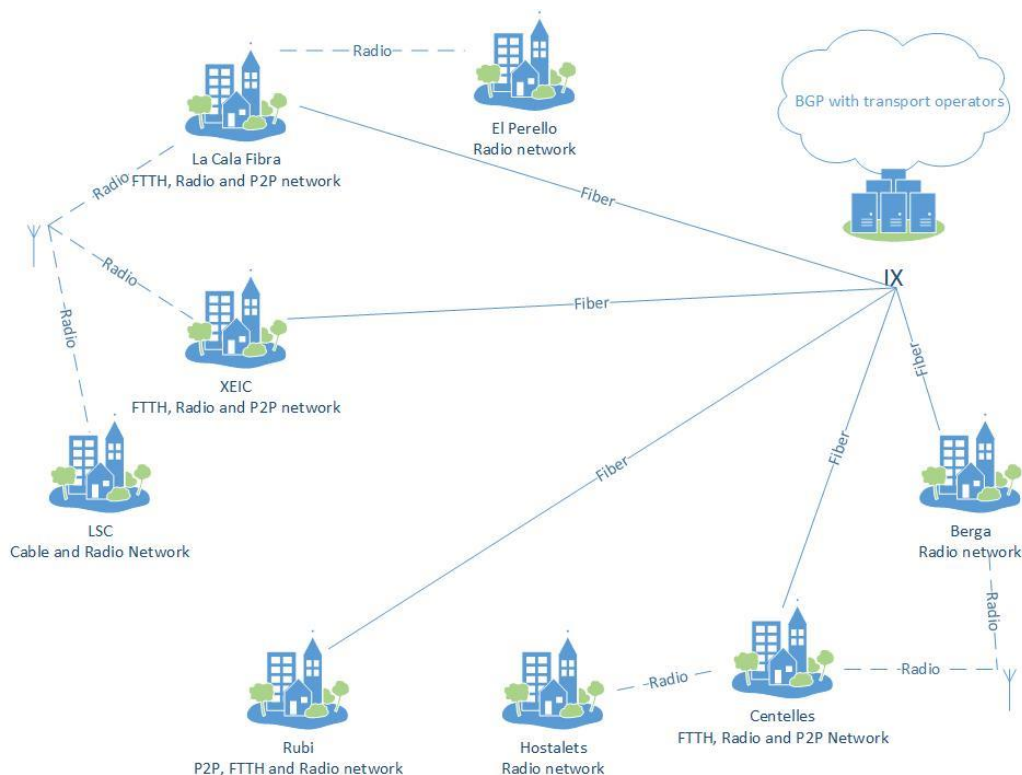 Radio
El Perello
Radio network
BGP with transport operators
La Cala Fibra
FTTH, Radio and P2P network
Radio
Fiber
Radio
IX
Fiber
Radio
XEIC
FTTH, Radio and P2P network
Fiber
Fiber
Fiber
LSC
Cable and Radio Network
Berga
Radio network
Radio
Radio
Radio
Centelles
FTTH, Radio and P2P Network
Rubi
P2P, FTTH and Radio network
Hostalets
Radio network